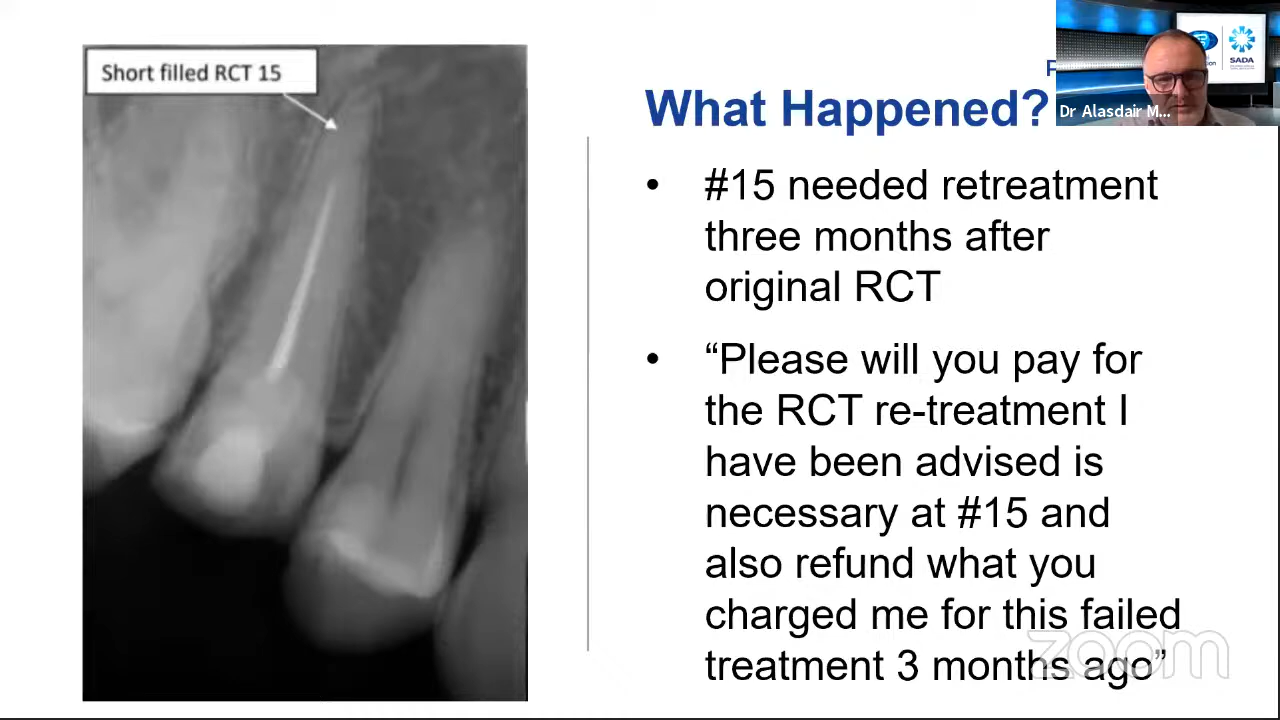 Short filled RCT 15
What Happened?
Dr Alasdair M...
SADA
• #15 needed retreatment
three months after
original RCT
• “Please will you pay for
the RCT re-treatment I
have been advised is
necessary at #15 and
also refund what you
charged me for this failed
treatment 3 months ago”
zoom